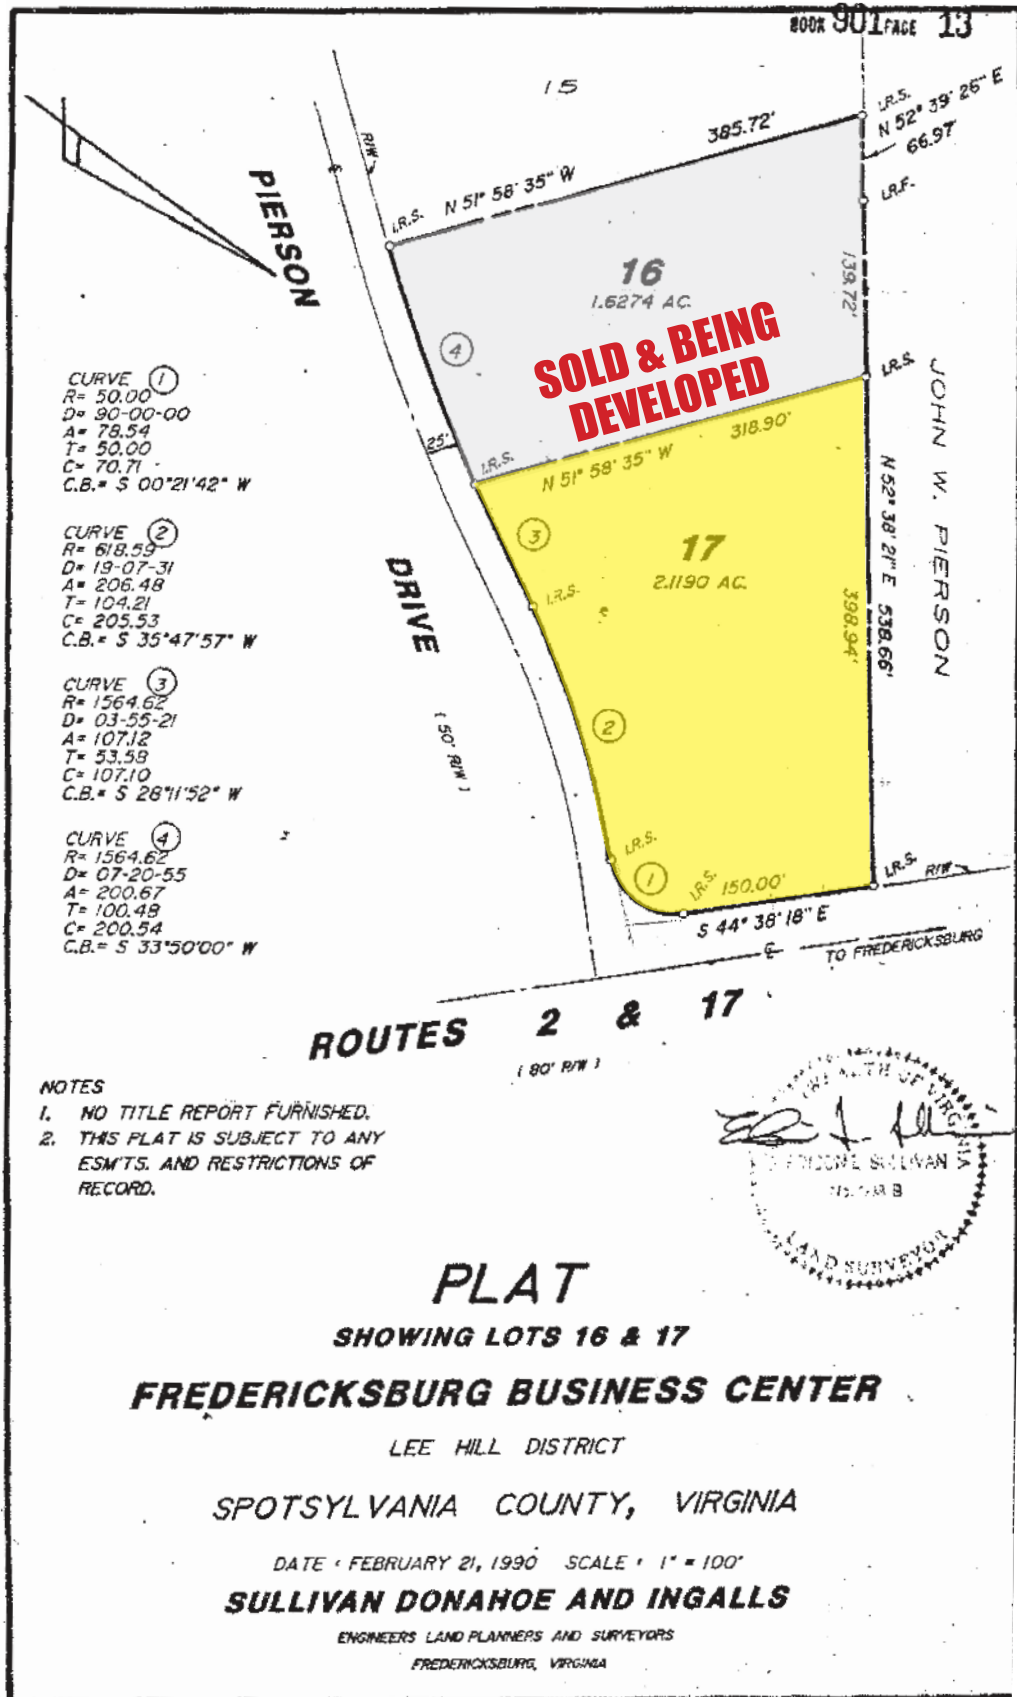 BOOK 901 PAGE 13
15
I.R.S.
N 52° 39' 26" E
66.97'
385.72'
N 51° 58' 35" W
R/W
I.R.F.
I.R.S.
PIERSON
16
1.6274 AC.
139.72'
SOLD & BEING
DEVELOPED
4
I.R.S.
JOHN W. PIERSON
CURVE 1
R= 50.00
D= 90-00-00
A= 78.54
T= 50.00
C= 70.71
C.B.= S 00°21'42" W
25'
I.R.S.
318.90'
N 51° 58' 35" W
3
N 52° 38' 21" E 538.66'
CURVE 2
R= 618.59
D= 19-07-31
A= 206.48
T= 104.21
C= 205.53
C.B.= S 35°47'57" W
DRIVE
17
2.1190 AC.
I.R.S.
398.94'
CURVE 3
R= 1564.62
D= 03-55-21
A= 107.12
T= 53.58
C= 107.10
C.B.= S 28°11'52" W
( 50' R/W )
2
CURVE 4
R= 1564.62
D= 07-20-55
A= 200.67
T= 100.48
C= 200.54
C.B.= S 33°50'00" W
I.R.S.
1
I.R.S.
150.00'
I.R.S.
R/W
S 44° 38' 18" E
TO FREDERICKSBURG
ROUTES 2 & 17
( 80' R/W )
NOTES
1. NO TITLE REPORT FURNISHED.
2. THIS PLAT IS SUBJECT TO ANY
ESM'TS. AND RESTRICTIONS OF
RECORD.
OF VIRGINIA
SULLIVAN
LAND SURVEYOR
PLAT
SHOWING LOTS 16 & 17
FREDERICKSBURG BUSINESS CENTER
LEE HILL DISTRICT
SPOTSYLVANIA COUNTY, VIRGINIA
DATE : FEBRUARY 21, 1990 SCALE : 1" = 100'
SULLIVAN DONAHOE AND INGALLS
ENGINEERS LAND PLANNERS AND SURVEYORS
FREDERICKSBURG, VIRGINIA